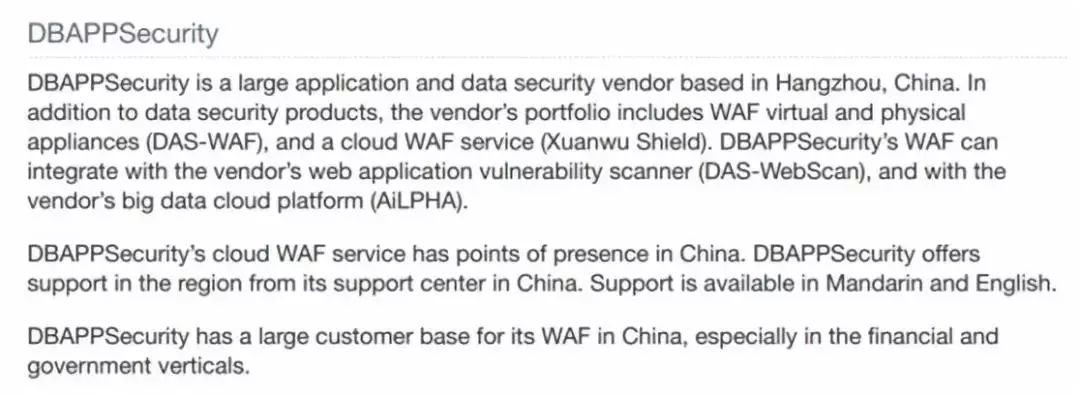 DBAPPSecurity
DBAPPSecurity is a large application and data security vendor based in Hangzhou, China. In
addition to data security products, the vendor's portfolio includes WAF virtual and physical
appliances (DAS-WAF), and a cloud WAF service (Xuanwu Shield). DBAPPSecurity's WAF can
integrate with the vendor's web application vulnerability scanner (DAS-WebScan), and with the
vendor's big data cloud platform (AiLPHA).
DBAPPSecurity's cloud WAF service has points of presence in China. DBAPPSecurity offers
support in the region from its support center in China. Support is available in Mandarin and English.
DBAPPSecurity has a large customer base for its WAF in China, especially in the financial and
government verticals.